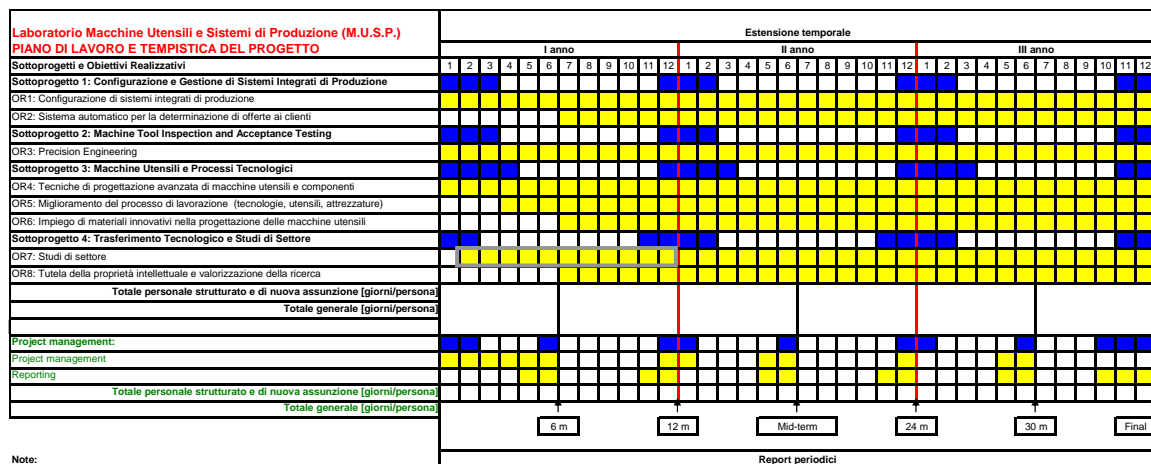 Laboratorio Macchine Utensili e Sistemi di Produzione (M.U.S.P.)
PIANO DI LAVORO E TEMPISTICA DEL PROGETTO
Estensione temporale
I anno II anno III anno
Sottoprogetti e Obiettivi Realizzativi 1 2 3 4 5 6 7 8 9 10 11 12 1 2 3 4 5 6 7 8 9 10 11 12 1 2 3 4 5 6 7 8 9 10 11 12
Sottoprogetto 1: Configurazione e Gestione di Sistemi Integrati di Produzione
OR1: Configurazione di sistemi integrati di produzione
OR2: Sistema automatico per la determinazione di offerte ai clienti
Sottoprogetto 2: Machine Tool Inspection and Acceptance Testing
OR3: Precision Engineering
Sottoprogetto 3: Macchine Utensili e Processi Tecnologici
OR4: Tecniche di progettazione avanzata di macchine utensili e componenti
OR5: Miglioramento del processo di lavorazione (tecnologie, utensili, attrezzature)
OR6: Impiego di materiali innovativi nella progettazione delle macchine utensili
Sottoprogetto 4: Trasferimento Tecnologico e Studi di Settore
OR7: Studi di settore
OR8: Tutela della proprietà intellettuale e valorizzazione della ricerca
Totale personale strutturato e di nuova assunzione [giorni/persona]
Totale generale [giorni/persona]
Project management:
Project management
Reporting
Totale personale strutturato e di nuova assunzione [giorni/persona]
Totale generale [giorni/persona]
6 m 12 m Mid-term 24 m 30 m Final
Note: Report periodici